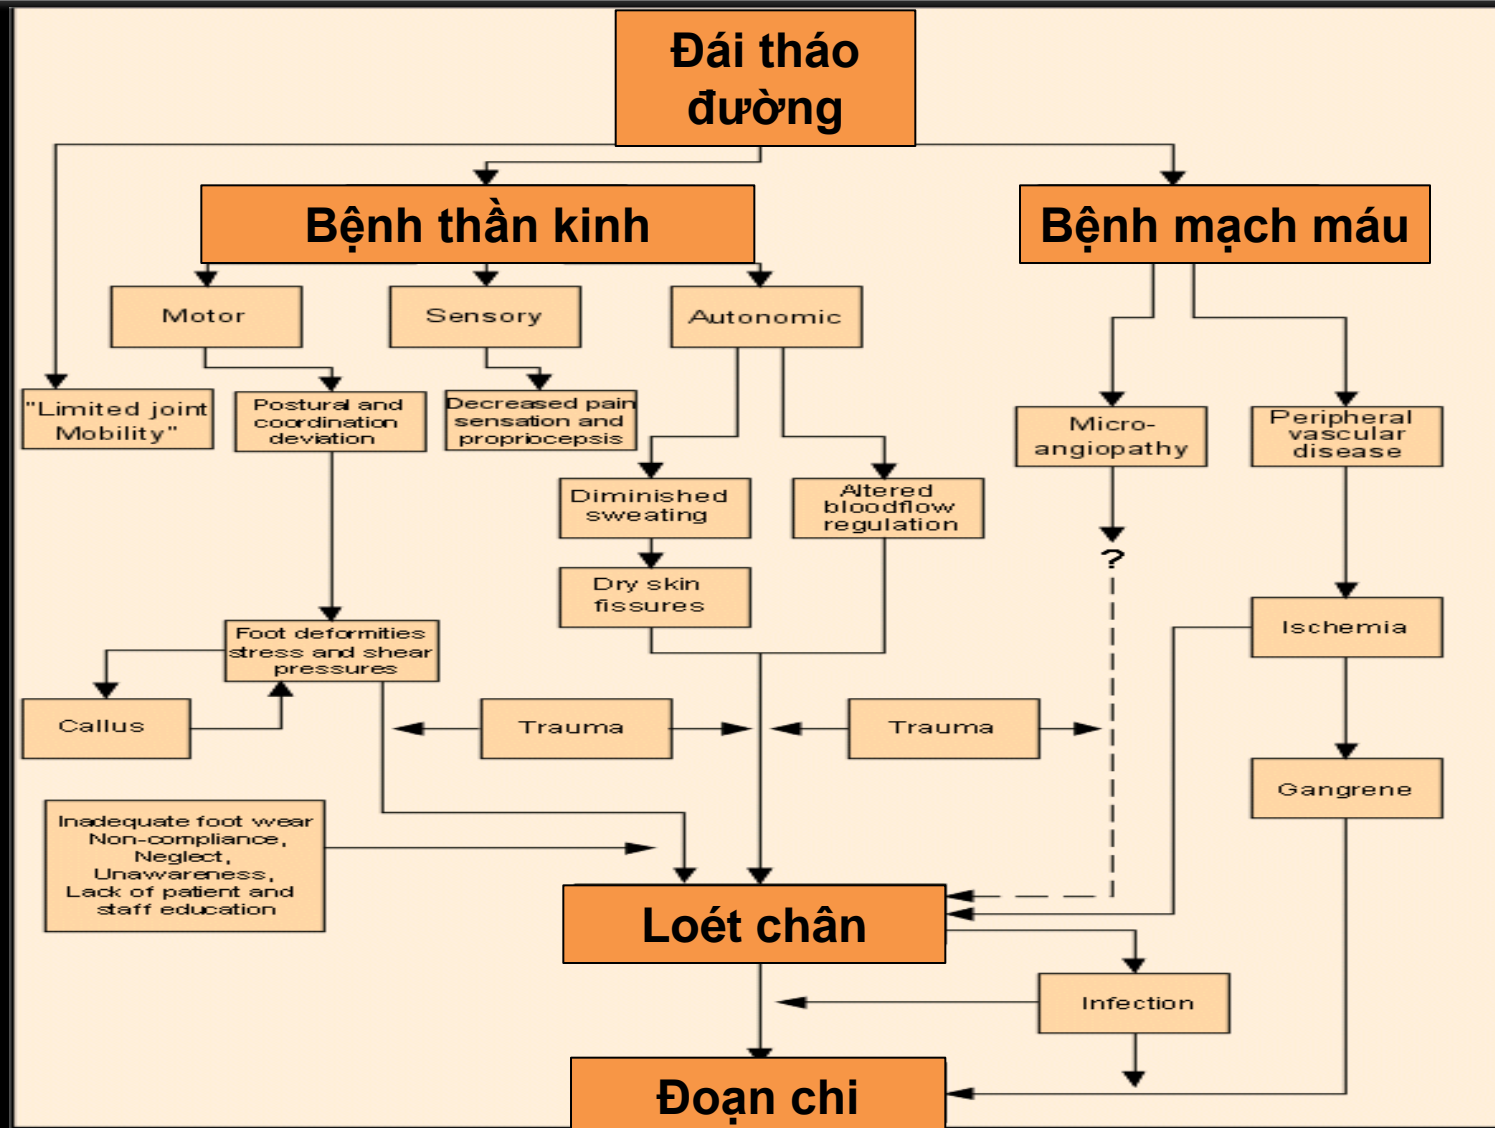 Đái tháo
đường
Bệnh thần kinh
Bệnh mạch máu
Motor
Sensory
Autonomic
"Limited joint
Mobility"
Postural and
coordination
deviation
Decreased pain
sensation and
propriocepsis
Micro-
angiopathy
Peripheral
vascular
disease
Diminished
sweating
Altered
bloodflow
regulation
?
Dry skin
fissures
Foot deformities
stress and shear
pressures
Ischemia
Callus
Trauma
Trauma
Gangrene
Inadequate foot wear
Non-compliance,
Neglect,
Unawareness,
Lack of patient and
staff education
Loét chân
Infection
Đoạn chi